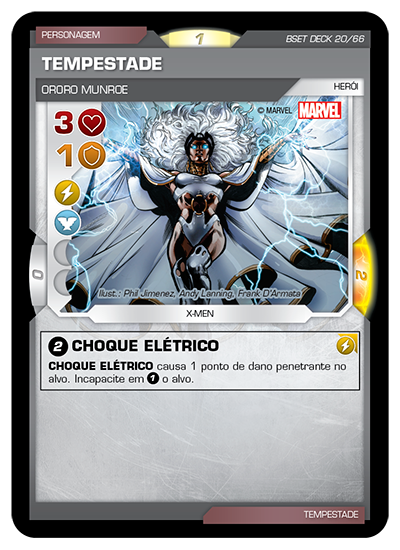 PERSONAGEM
1
BSET DECK 20/66
TEMPESTADE
ORORO MUNROE
HERÓI
© MARVEL
MARVEL
3
1
0
2
Illust.: Phil Jimenez, Andy Lanning, Frank D'Armata
X-MEN
2 CHOQUE ELÉTRICO
CHOQUE ELÉTRICO causa 1 ponto de dano penetrante no
alvo. Incapacite em 1 o alvo.
TEMPESTADE